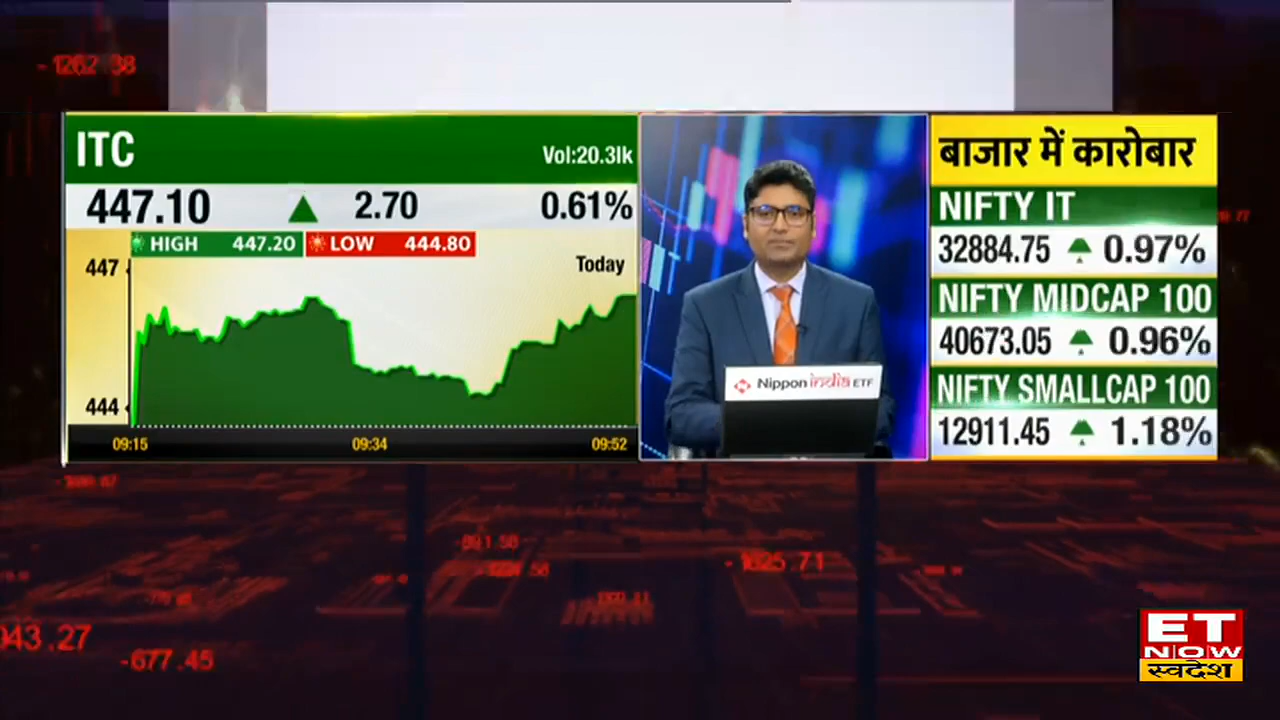 -1262.38
ITC
Vol:20.3lk
447.10 ▲ 2.70 0.61%
HIGH 447.20 LOW 444.80
Today
447
444
09:15 09:34 09:52
Nippon india ETF
बाजार में कारोबार
NIFTY IT
32884.75 ▲ 0.97%
NIFTY MIDCAP 100
40673.05 ▲ 0.96%
NIFTY SMALLCAP 100
12911.45 ▲ 1.18%
-1625.71
943.27
-677.45
ET
NOW
स्वदेश